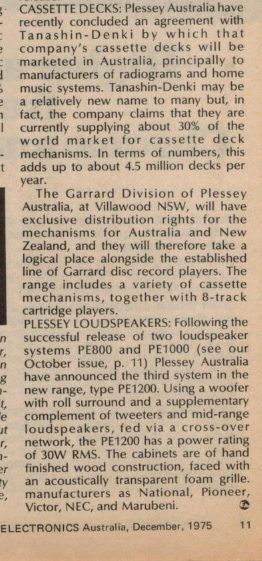 CASSETTE DECKS: Plessey Australia have
recently concluded an agreement with
Tanashin-Denki by which that
company's cassette decks will be
marketed in Australia, principally to
manufacturers of radiograms and home
music systems. Tanashin-Denki may be
a relatively new name to many but, in
fact, the company claims that they are
currently supplying about 30% of the
world market for cassette deck
mechanisms. In terms of numbers, this
adds up to about 4.5 million decks per
year.
The Garrard Division of Plessey
Australia, at Villawood NSW, will have
exclusive distribution rights for the
mechanisms for Australia and New
Zealand, and they will therefore take a
logical place alongside the established
line of Garrard disc record players. The
range includes a variety of cassette
mechanisms, together with 8-track
cartridge players.
PLESSEY LOUDSPEAKERS: Following the
successful release of two loudspeaker
systems PE800 and PE1000 (see our
October issue, p. 11) Plessey Australia
have announced the third system in the
new range, type PE1200. Using a woofer
with roll surround and a supplementary
complement of tweeters and mid-range
loudspeakers, fed via a cross-over
network, the PE1200 has a power rating
of 30W RMS. The cabinets are of hand
finished wood construction, faced with
an acoustically transparent foam grille.
manufacturers as National, Pioneer,
Victor, NEC, and Marubeni.
ELECTRONICS Australia, December, 1975 11